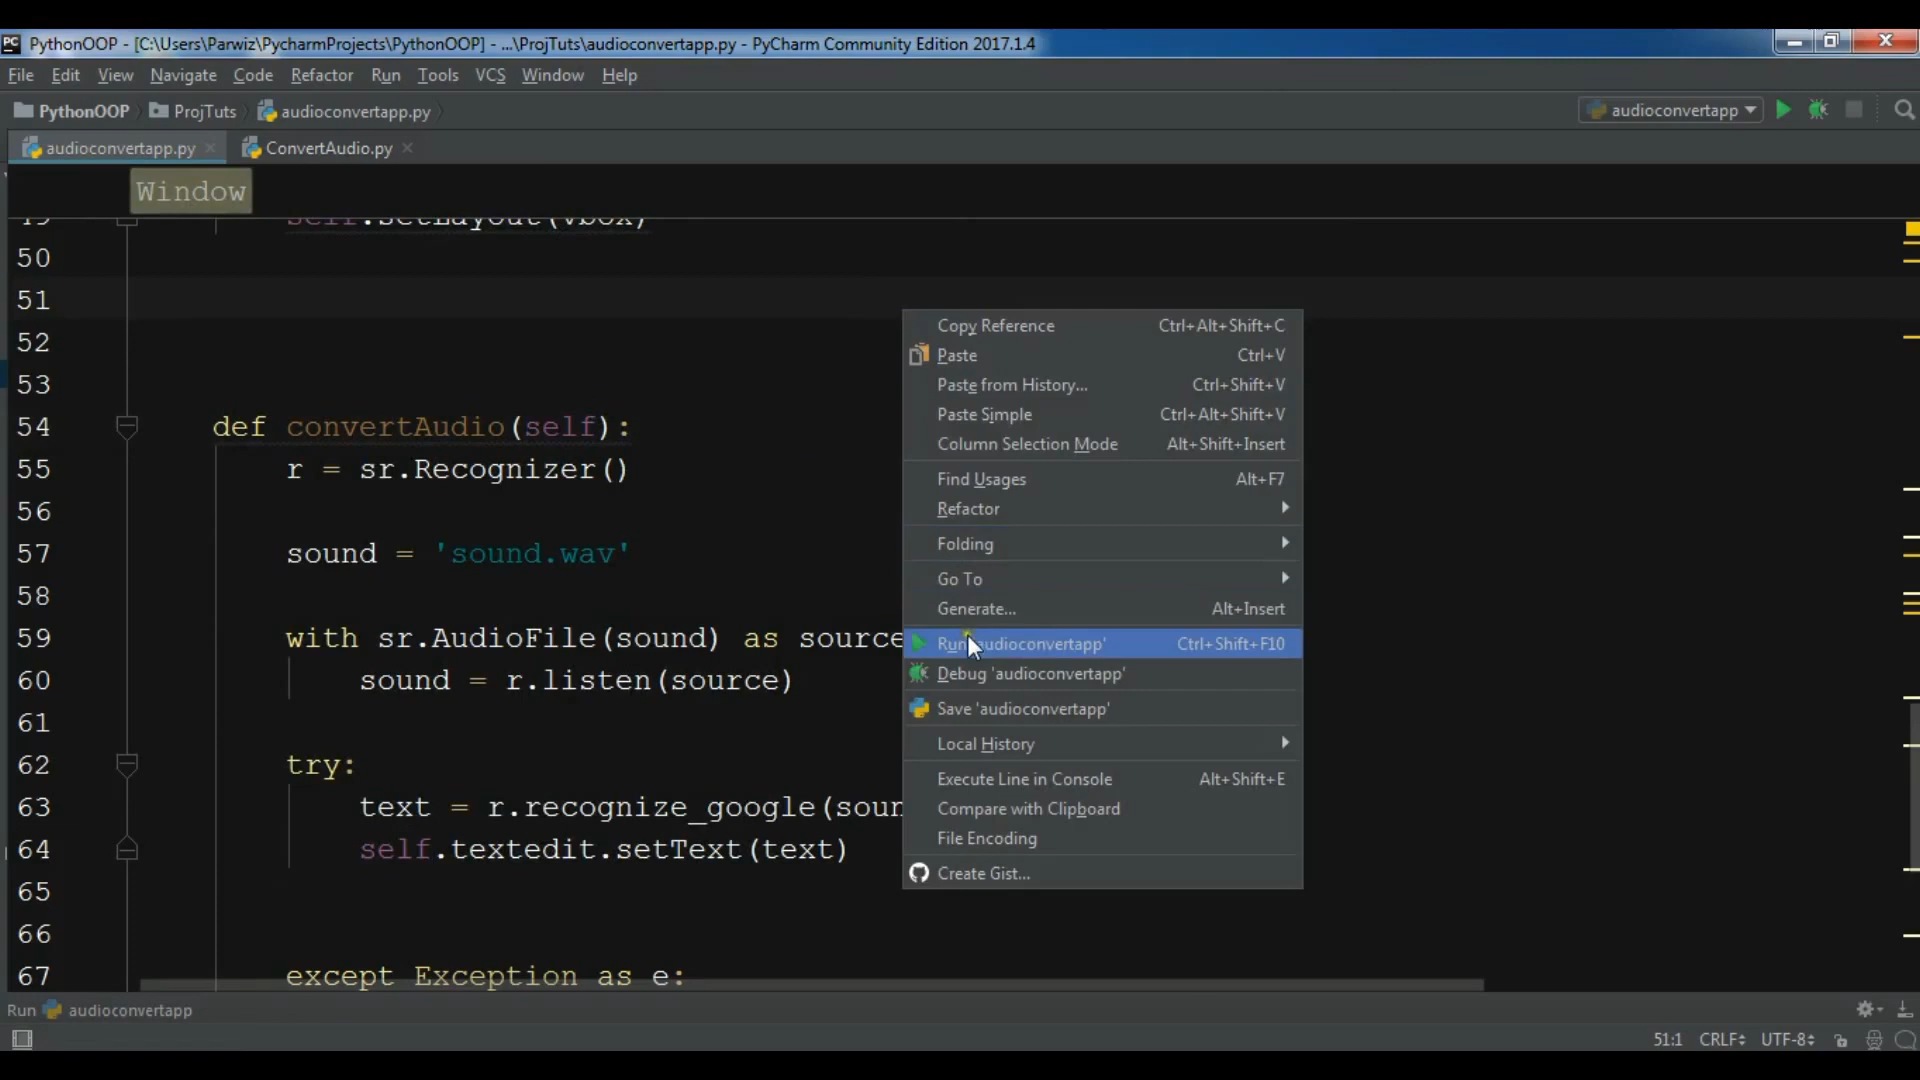 PythonOOP - [C:\Users\Parwiz\PycharmProjects\PythonOOP] - ...\ProjTuts\audioconvertapp.py - PyCharm Community Edition 2017.1.4
File Edit View Navigate Code Refactor Run Tools VCS Window Help
PythonOOP ProjTuts audioconvertapp.py audioconvertapp
audioconvertapp.py ConvertAudio.py
Window
49 self.setLayout(vbox)
50
51
52
53
54 def convertAudio(self):
55 r = sr.Recognizer()
56
57 sound = 'sound.wav'
58
59 with sr.AudioFile(sound) as source
60 sound = r.listen(source)
61
62 try:
63 text = r.recognize_google(soun
64 self.textedit.setText(text)
65
66
67 except Exception as e:
Copy Reference Ctrl+Alt+Shift+C
Paste Ctrl+V
Paste from History... Ctrl+Shift+V
Paste Simple Ctrl+Alt+Shift+V
Column Selection Mode Alt+Shift+Insert
Find Usages Alt+F7
Refactor
Folding
Go To
Generate... Alt+Insert
Run 'audioconvertapp' Ctrl+Shift+F10
Debug 'audioconvertapp'
Save 'audioconvertapp'
Local History
Execute Line in Console Alt+Shift+E
Compare with Clipboard
File Encoding
Create Gist...
Run audioconvertapp
51:1 CRLF UTF-8